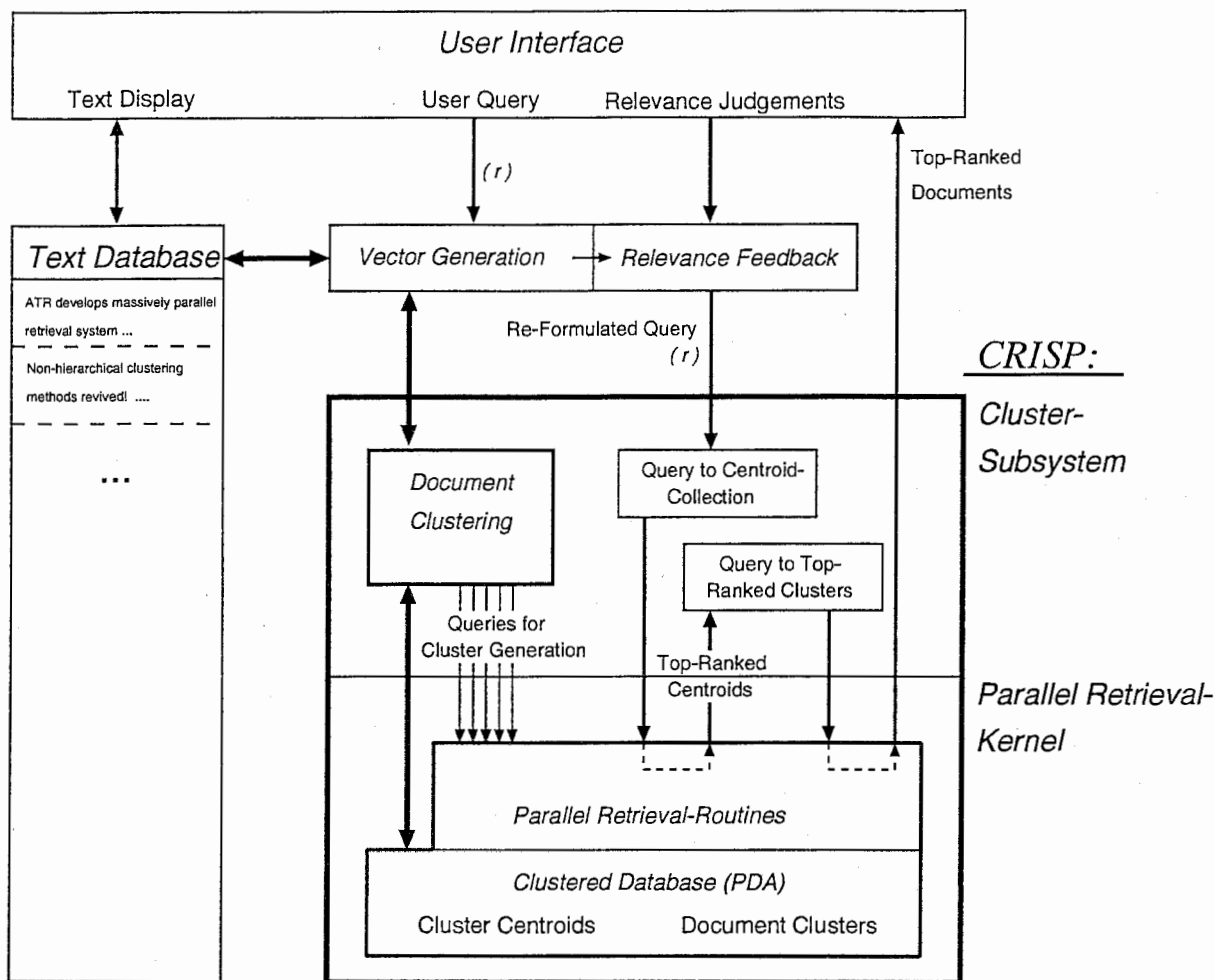 User Interface
Text Display
User Query
Relevance Judgements
(r)
Top-Ranked
Documents
Text Database
Vector Generation
Relevance Feedback
ATR develops massively parallel
retrieval system ...
Non-hierarchical clustering
methods revived! ....
...
Re-Formulated Query
(r)
CRISP:
Cluster-
Subsystem
Document
Clustering
Query to Centroid-
Collection
Query to Top-
Ranked Clusters
Queries for
Cluster Generation
Top-Ranked
Centroids
Parallel Retrieval-
Kernel
Parallel Retrieval-Routines
Clustered Database (PDA)
Cluster Centroids
Document Clusters